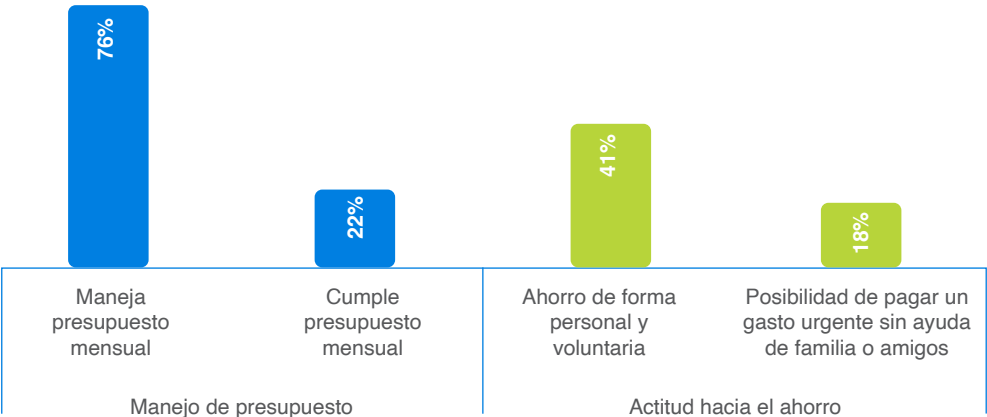 76%
22%
41%
18%
Maneja
presupuesto
mensual
Cumple
presupuesto
mensual
Ahorro de forma
personal y
voluntaria
Posibilidad de pagar un
gasto urgente sin ayuda
de familia o amigos
Manejo de presupuesto
Actitud hacia el ahorro